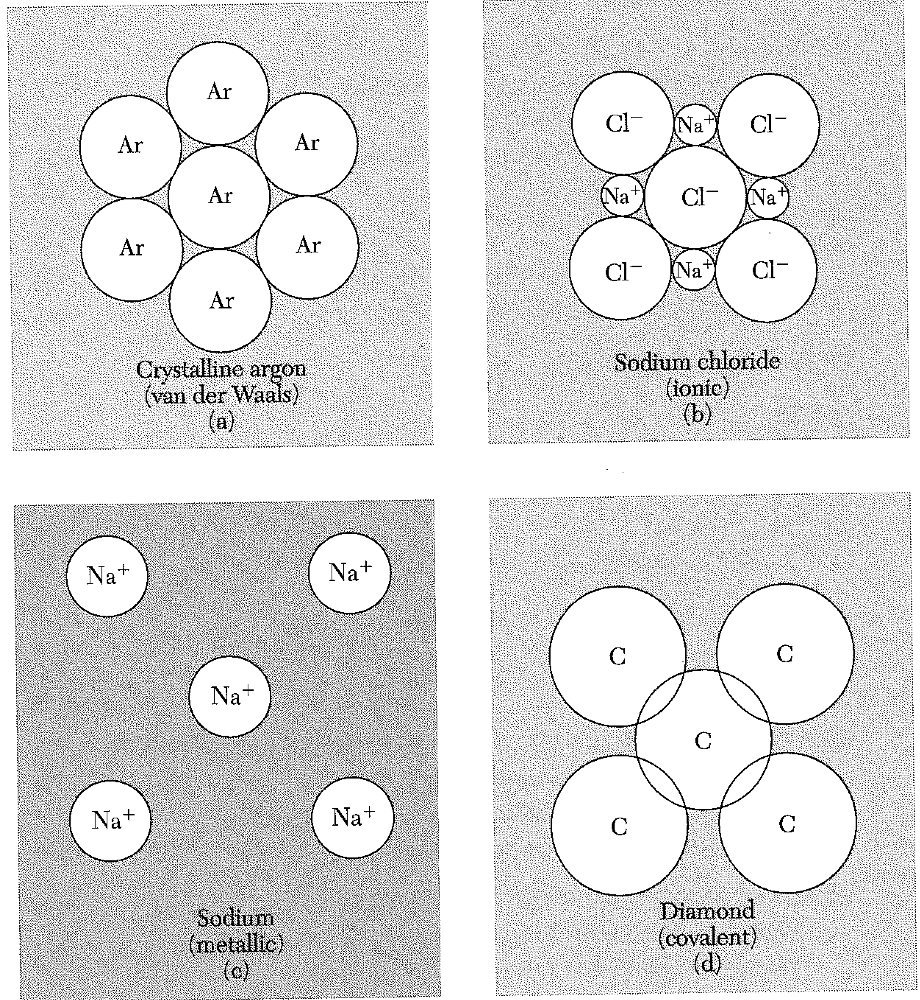 Ar
Ar
Ar
Ar
Ar
Ar
Ar
Crystalline argon
(van der Waals)
(a)
Cl⁻
Na⁺
Cl⁻
Na⁺
Cl⁻
Na⁺
Cl⁻
Na⁺
Cl⁻
Sodium chloride
(ionic)
(b)
Na⁺
Na⁺
Na⁺
Na⁺
Na⁺
Sodium
(metallic)
(c)
C
C
C
C
C
Diamond
(covalent)
(d)